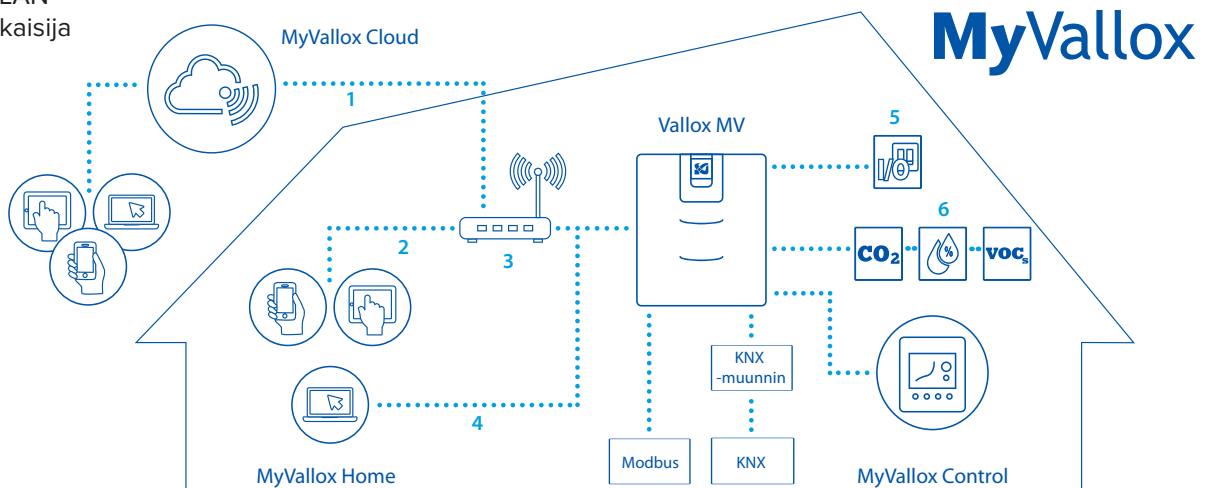 LAN
kaisija
MyVallox
MyVallox Cloud
1
Vallox MV
5
I/O
2
3
6
CO₂
%
VOCs
KNX
-muunnin
4
Modbus
KNX
MyVallox Home
MyVallox Control